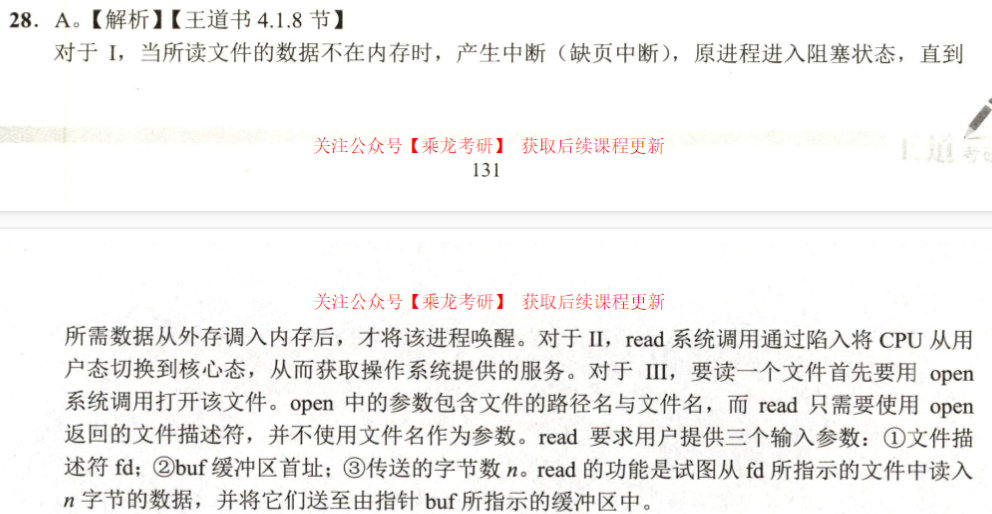 28．A。【解析】【王道书 4.1.8 节】
对于 I，当所读文件的数据不在内存时，产生中断（缺页中断），原进程进入阻塞状态，直到
关注公众号【乘龙考研】 获取后续课程更新
王道考研
131
关注公众号【乘龙考研】 获取后续课程更新
所需数据从外存调入内存后，才将该进程唤醒。对于 II，read 系统调用通过陷入将 CPU 从用
户态切换到核心态，从而获取操作系统提供的服务。对于 III，要读一个文件首先要用 open
系统调用打开该文件。open 中的参数包含文件的路径名与文件名，而 read 只需要使用 open
返回的文件描述符，并不使用文件名作为参数。read 要求用户提供三个输入参数：①文件描
述符 fd；②buf 缓冲区首址；③传送的字节数 n。read 的功能是试图从 fd 所指示的文件中读入
n 字节的数据，并将它们送至由指针 buf 所指示的缓冲区中。